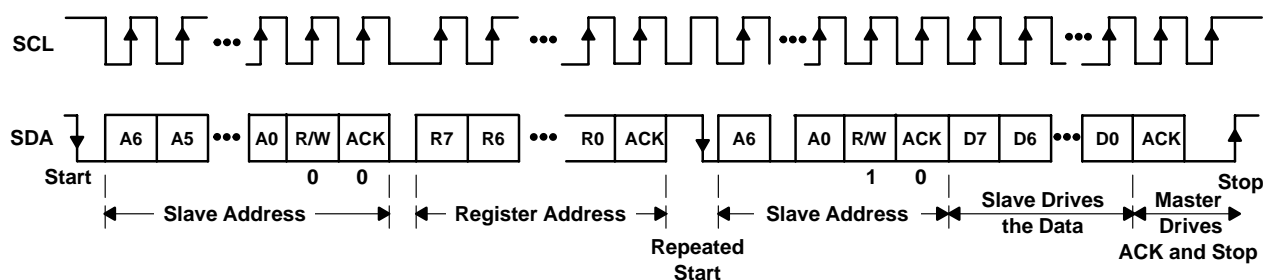 SCL
SDA A6 A5 ••• A0 R/W ACK R7 R6 ••• R0 ACK A6 A0 R/W ACK D7 D6 ••• D0 ACK
Start 0 0 1 0 Stop
Slave Address Register Address Slave Address Slave Drives Master
the Data Drives
Repeated ACK and Stop
Start